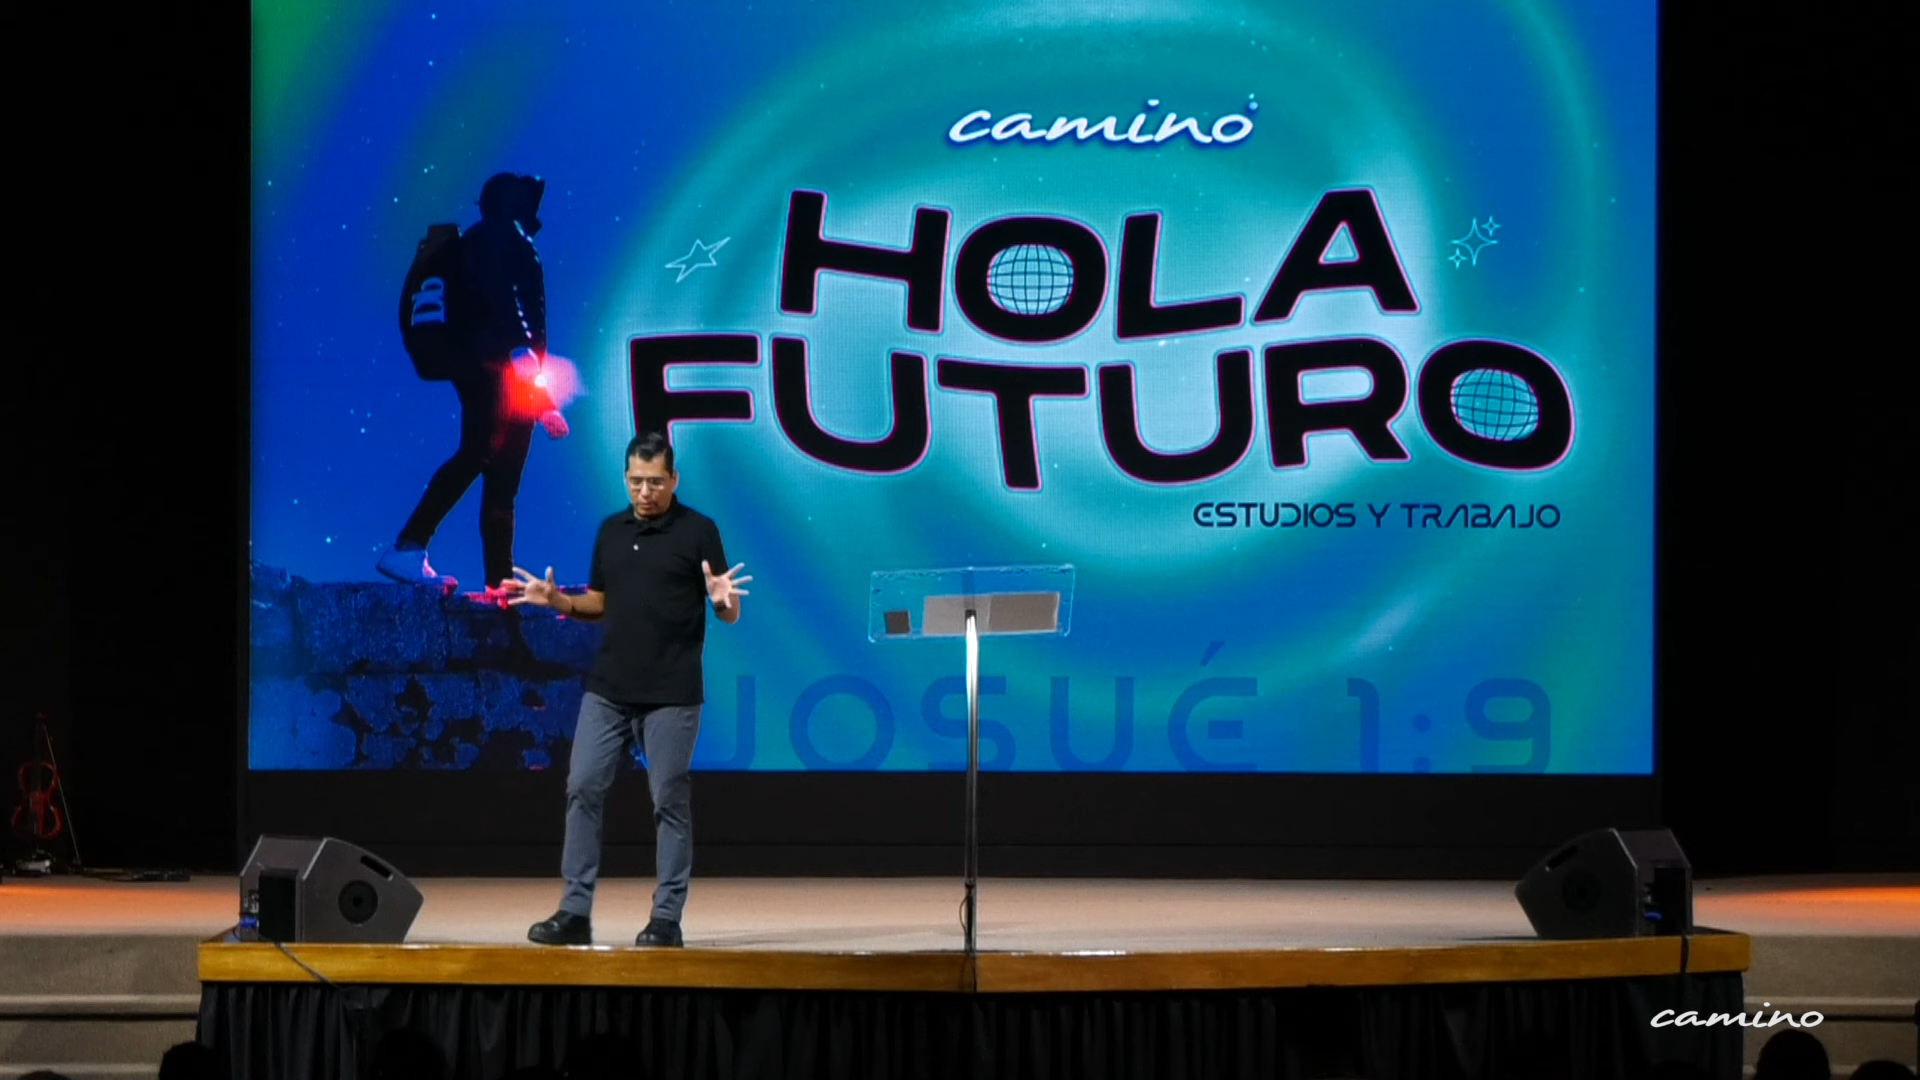 camino
HOLA
FUTURO
ESTUDIOS Y TRABAJO
JOSUÉ 1:9
camino